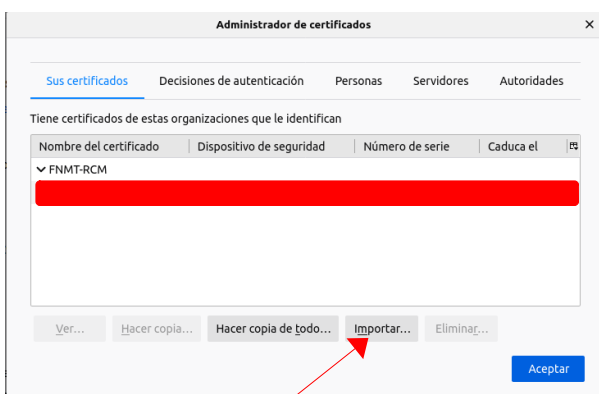 Administrador de certificados
Sus certificados Decisiones de autenticación Personas Servidores Autoridades
Tiene certificados de estas organizaciones que le identifican
Nombre del certificado Dispositivo de seguridad Número de serie Caduca el
FNMT-RCM
Ver... Hacer copia... Hacer copia de todo... Importar... Eliminar...
Aceptar